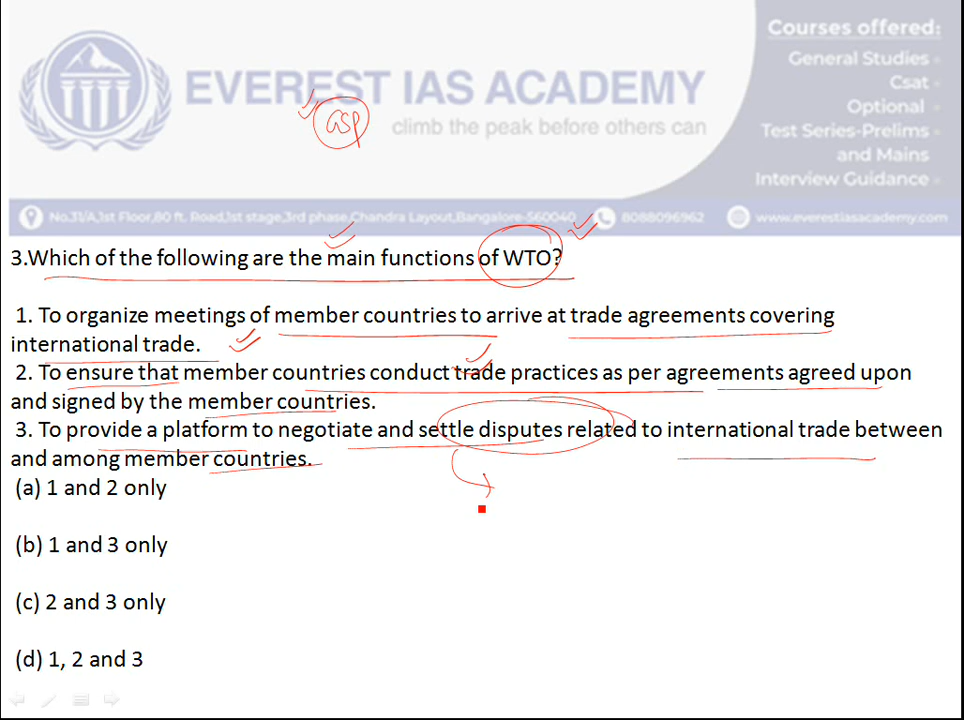 Courses offered:
General Studies
Csat
Optional
Test Series-Prelims
and Mains
Interview Guidance
EVEREST IAS ACADEMY
climb the peak before others can
GSP
No.31/A,1st Floor,80 ft. Road,1st stage,3rd phase,Chandra Layout,Bangalore-560040
8088096962
www.everestiasacademy.com
3.Which of the following are the main functions of WTO?
1. To organize meetings of member countries to arrive at trade agreements covering
international trade.
2. To ensure that member countries conduct trade practices as per agreements agreed upon
and signed by the member countries.
3. To provide a platform to negotiate and settle disputes related to international trade between
and among member countries.
(a) 1 and 2 only
(b) 1 and 3 only
(c) 2 and 3 only
(d) 1, 2 and 3